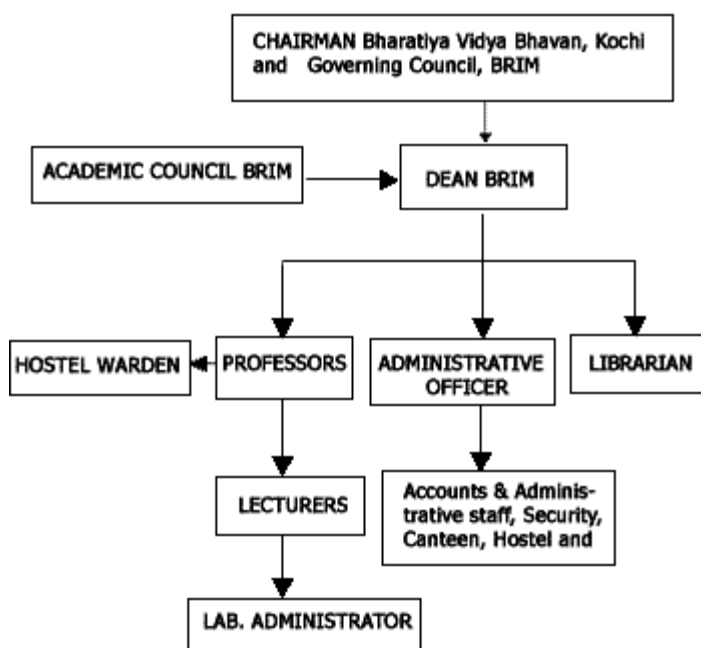 CHAIRMAN Bharatiya Vidya Bhavan, Kochi
and Governing Council, BRIM
ACADEMIC COUNCIL BRIM
DEAN BRIM
HOSTEL WARDEN
PROFESSORS
ADMINISTRATIVE
OFFICER
LIBRARIAN
LECTURERS
Accounts & Adminis-
trative staff, Security,
Canteen, Hostel and
LAB. ADMINISTRATOR